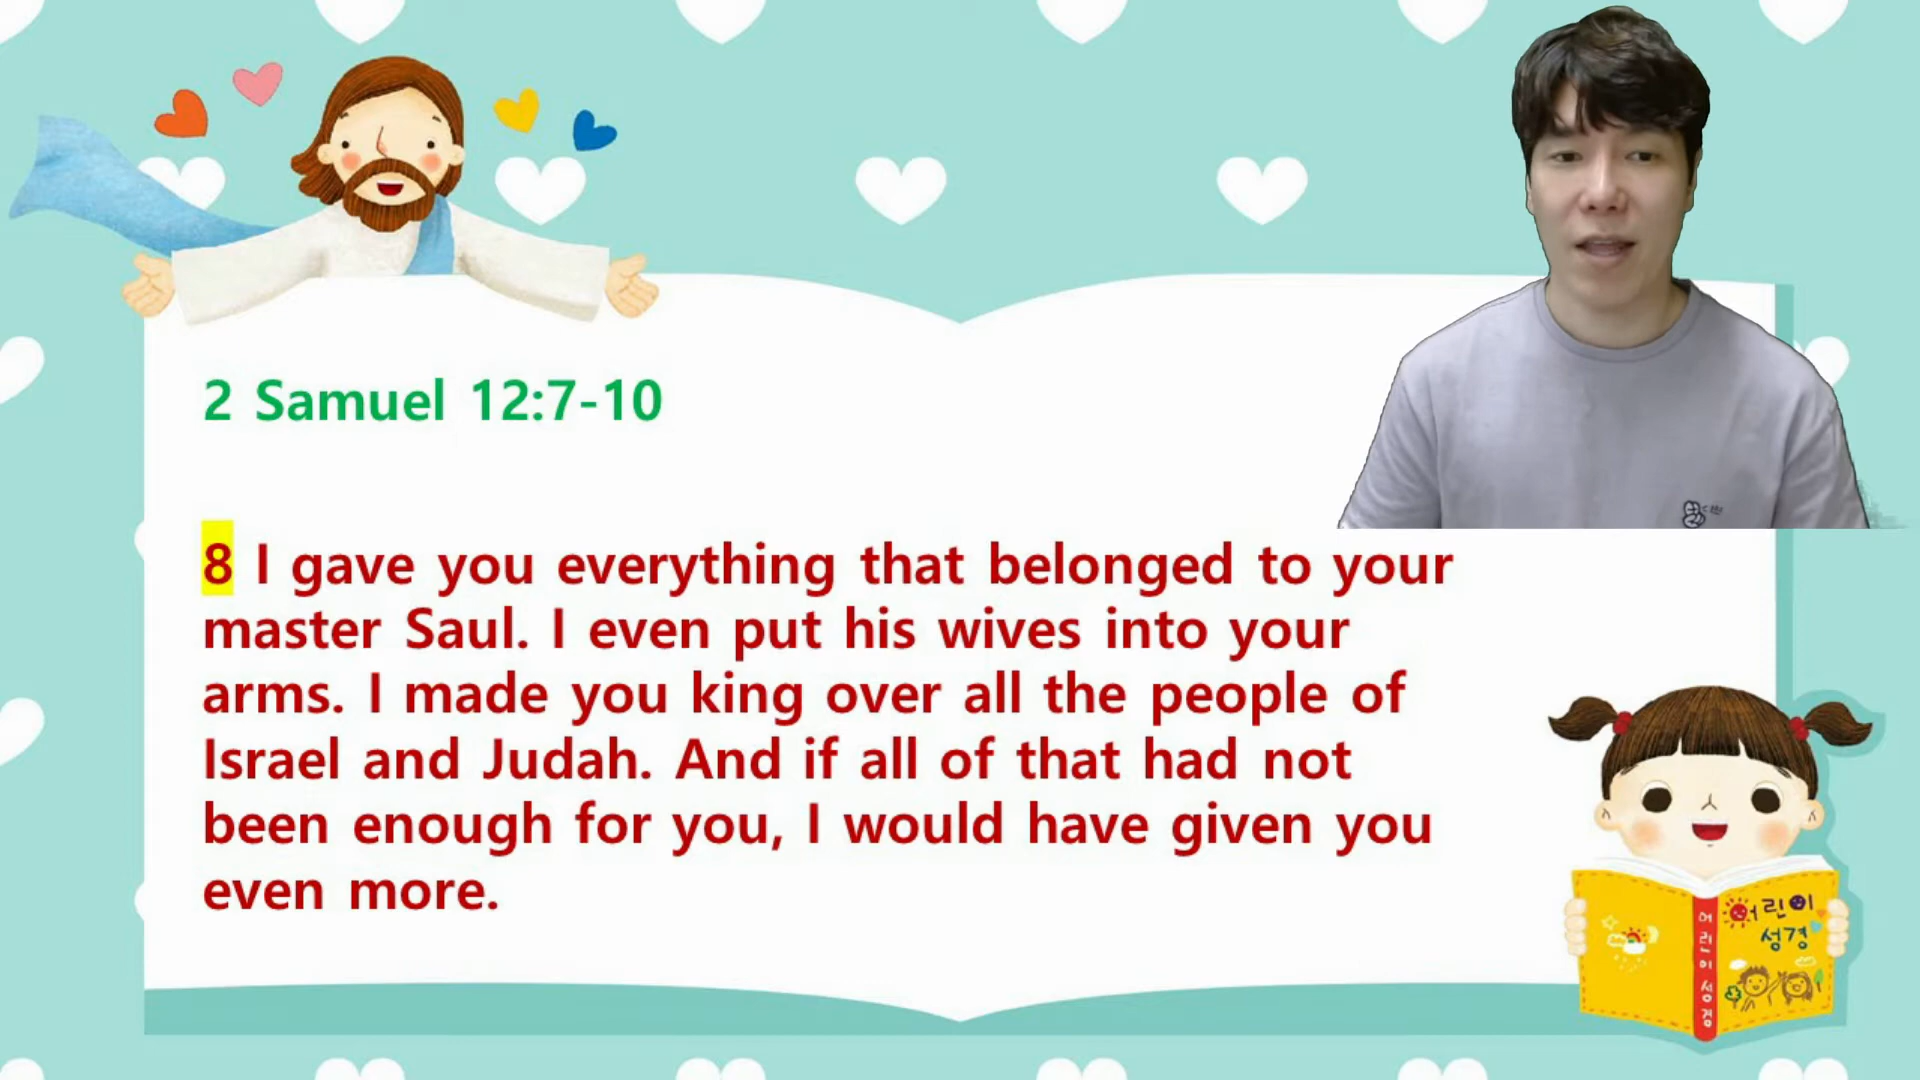 2 Samuel 12:7-10
8 I gave you everything that belonged to your
master Saul. I even put his wives into your
arms. I made you king over all the people of
Israel and Judah. And if all of that had not
been enough for you, I would have given you
even more.
어린이
성경
어린이성경